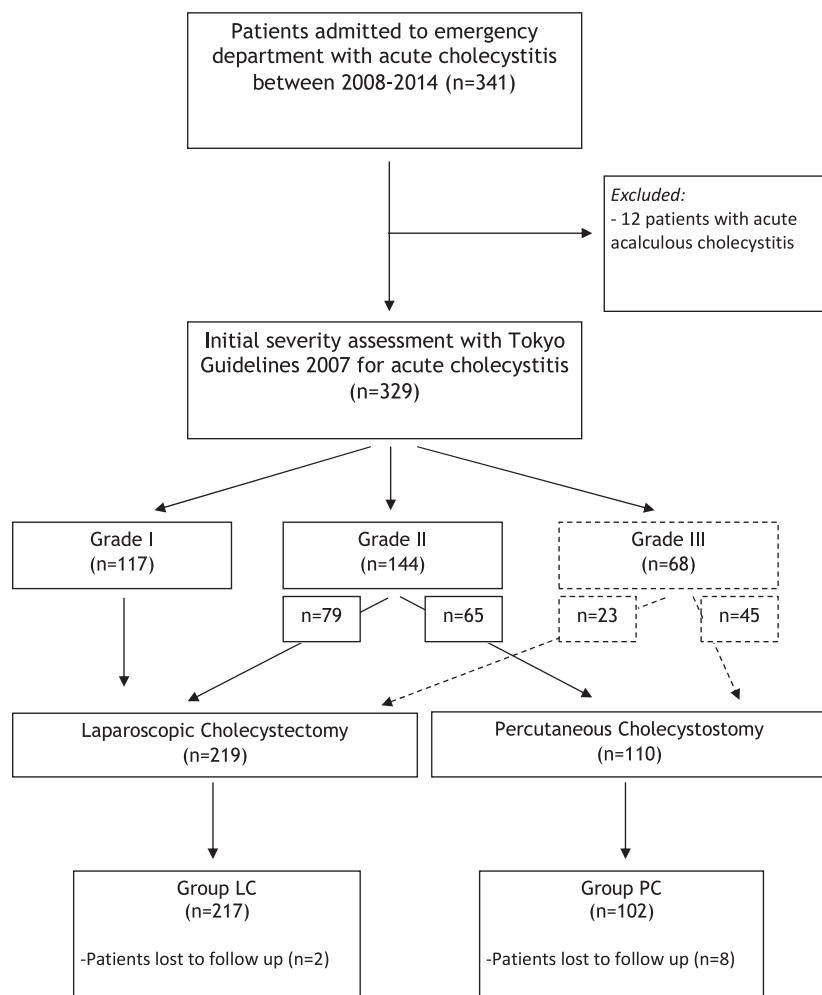 Patients admitted to emergency
department with acute cholecystitis
between 2008-2014 (n=341)
Excluded:
- 12 patients with acute
acalculous cholecystitis
Initial severity assessment with Tokyo
Guidelines 2007 for acute cholecystitis
(n=329)
Grade I
(n=117)
Grade II
(n=144)
Grade III
(n=68)
n=79
n=65
n=23
n=45
Laparoscopic Cholecystectomy
(n=219)
Percutaneous Cholecystostomy
(n=110)
Group LC
(n=217)
-Patients lost to follow up (n=2)
Group PC
(n=102)
-Patients lost to follow up (n=8)